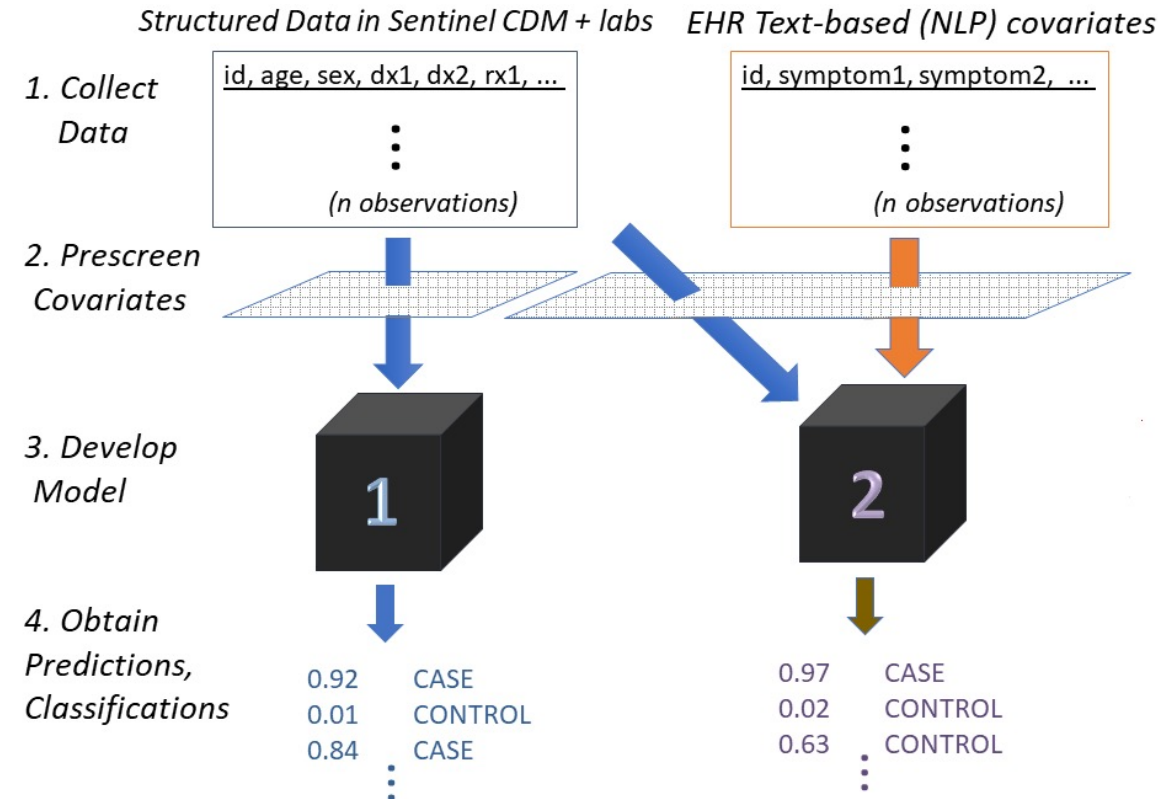 Structured Data in Sentinel CDM + labs
EHR Text-based (NLP) covariates
1. Collect
Data
id, age, sex, dx1, dx2, rx1, ...
(n observations)
id, symptom1, symptom2, ...
(n observations)
2. Prescreen
Covariates
3. Develop
Model
1
2
4. Obtain
Predictions,
Classifications
0.92 CASE
0.01 CONTROL
0.84 CASE
0.97 CASE
0.02 CONTROL
0.63 CONTROL